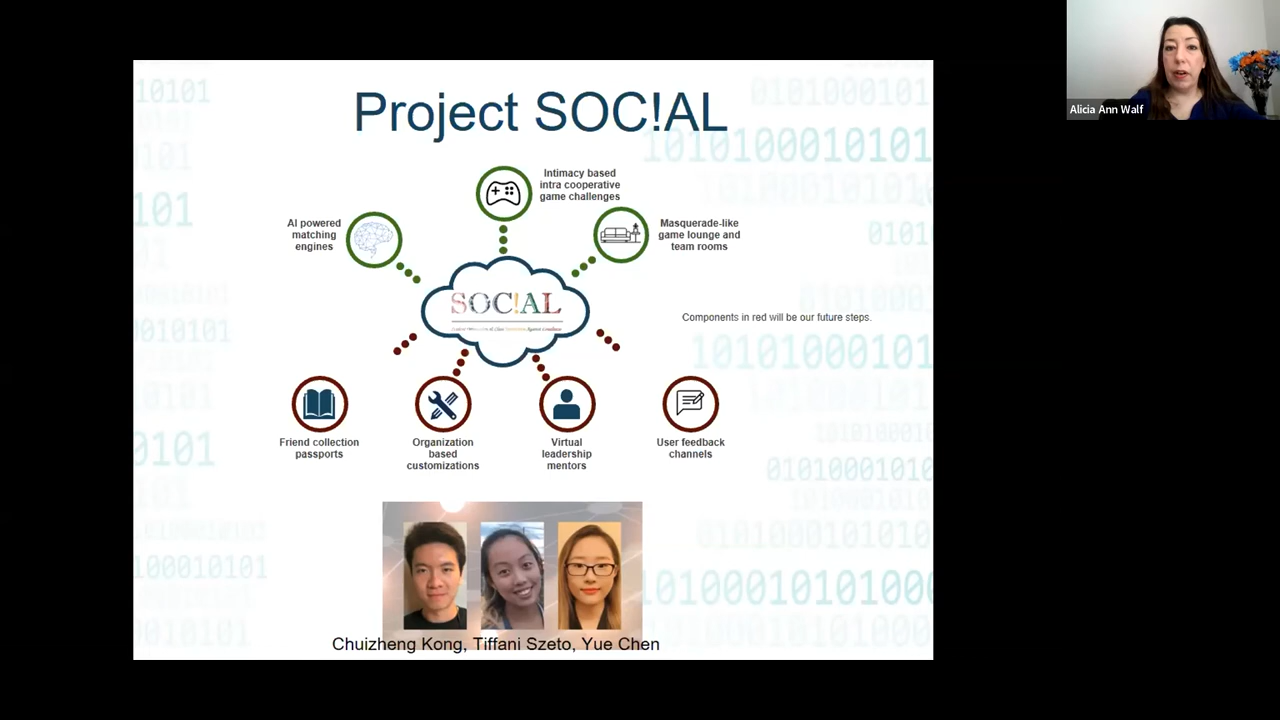 Project SOC!AL
Intimacy based
intra cooperative
game challenges
AI powered
matching
engines
Masquerade-like
game lounge and
team rooms
SOC!AL
Components in red will be our future steps.
Friend collection
passports
Organization
based
customizations
Virtual
leadership
mentors
User feedback
channels
Chuizheng Kong, Tiffani Szeto, Yue Chen
Alicia Ann Walf